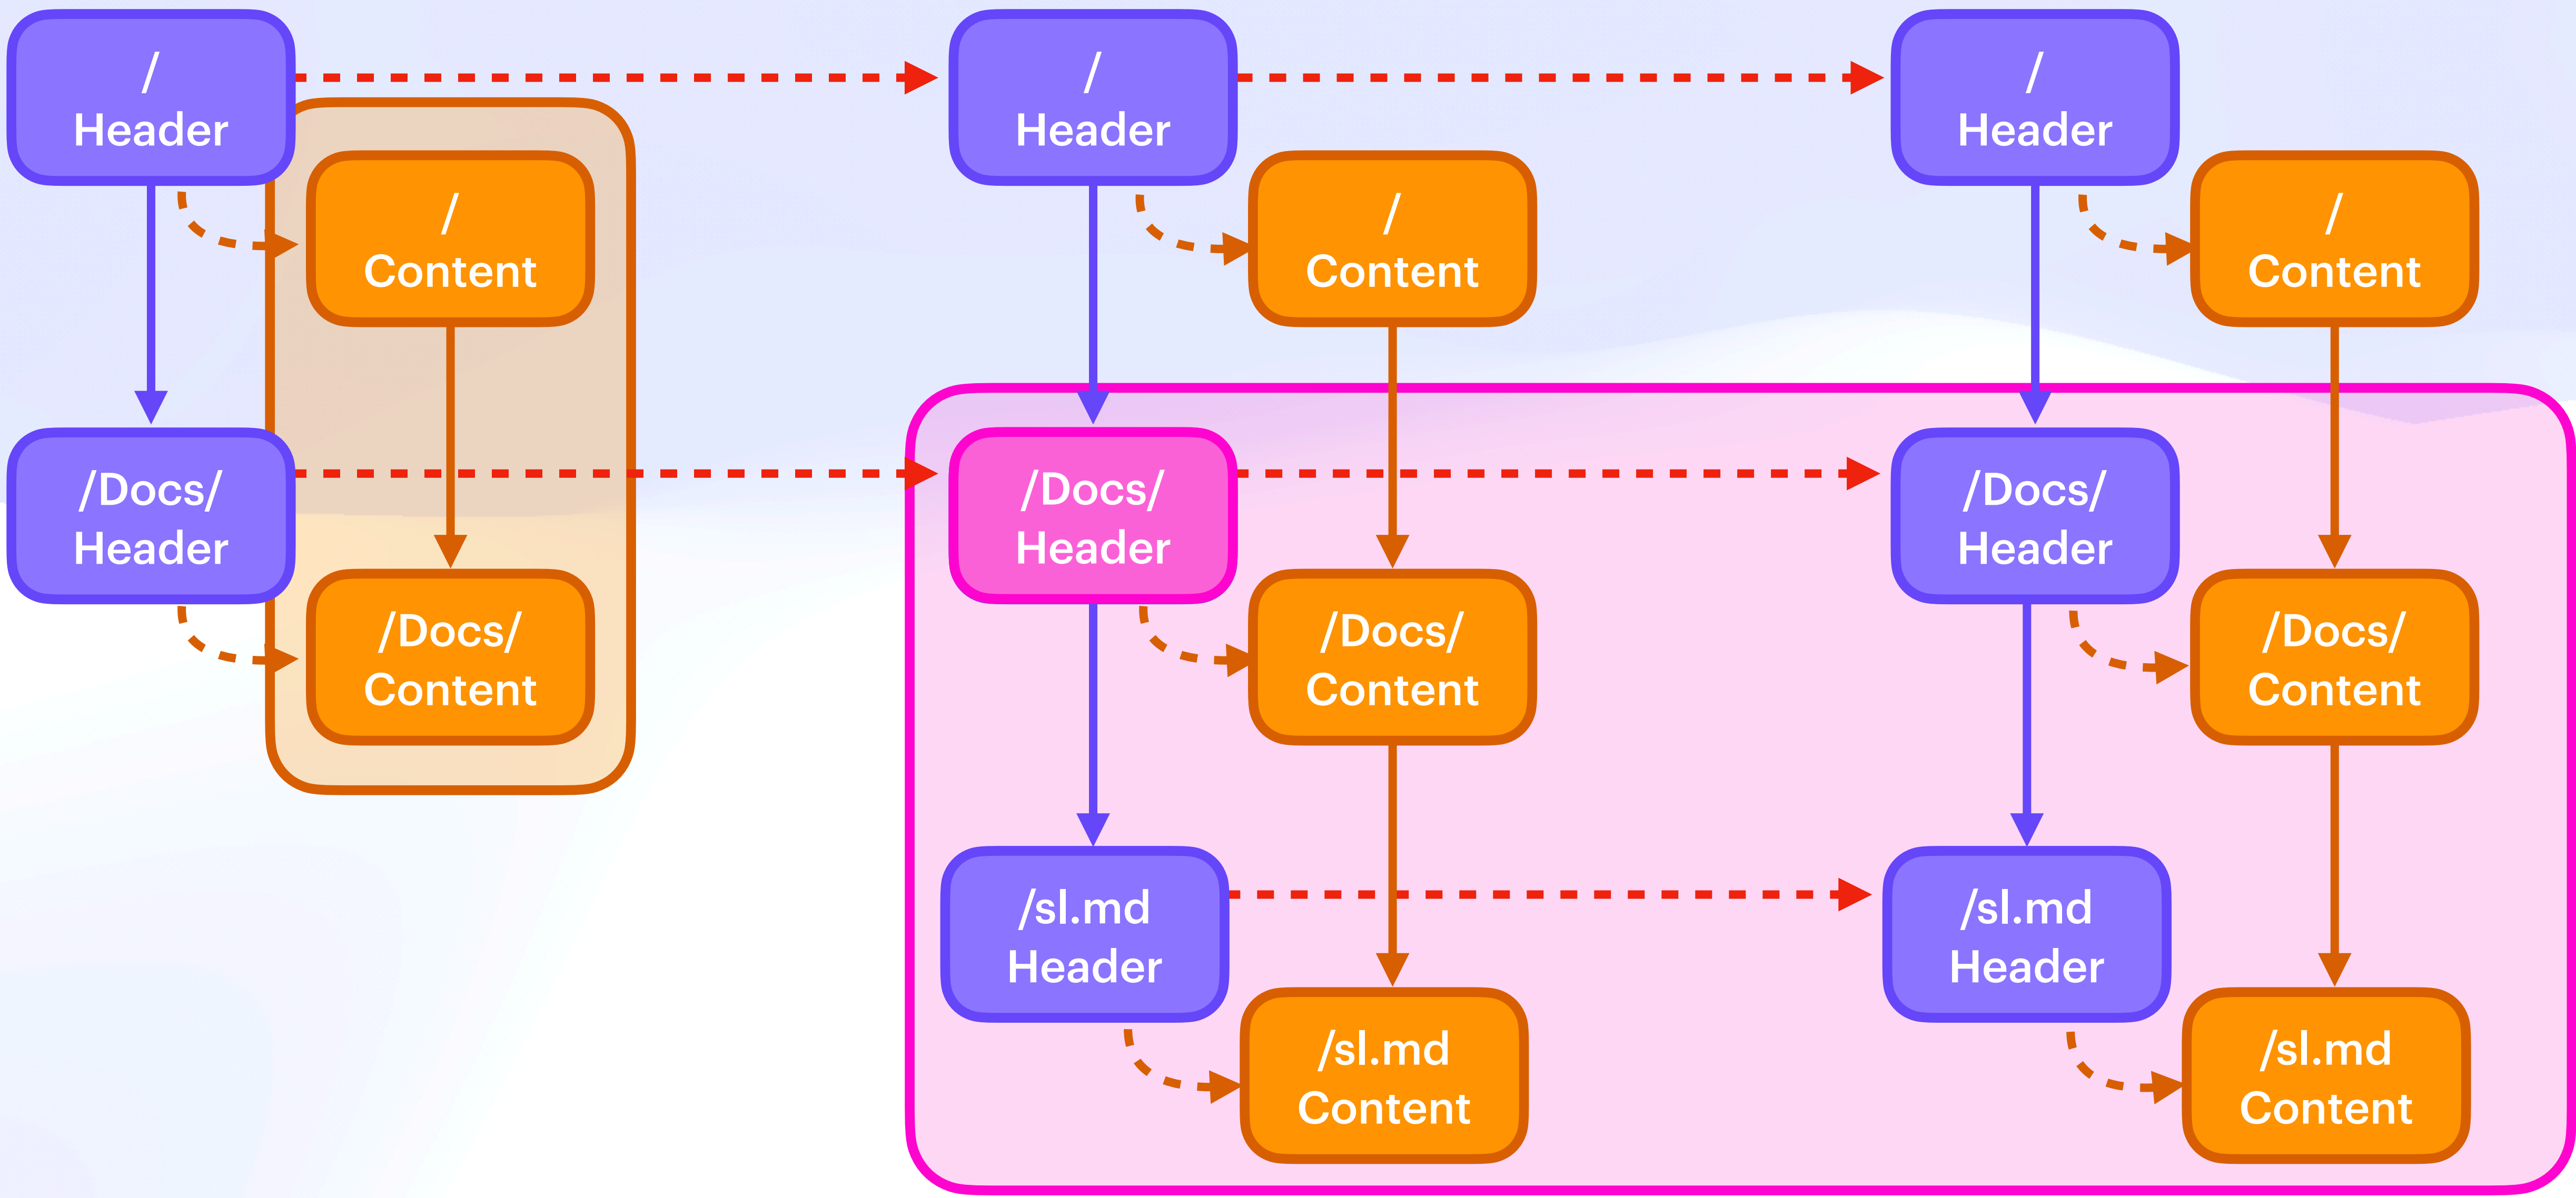 /
Header
/
Content
/Docs/
Header
/Docs/
Content
/
Header
/
Content
/Docs/
Header
/Docs/
Content
/sl.md
Header
/sl.md
Content
/
Header
/
Content
/Docs/
Header
/Docs/
Content
/sl.md
Header
/sl.md
Content